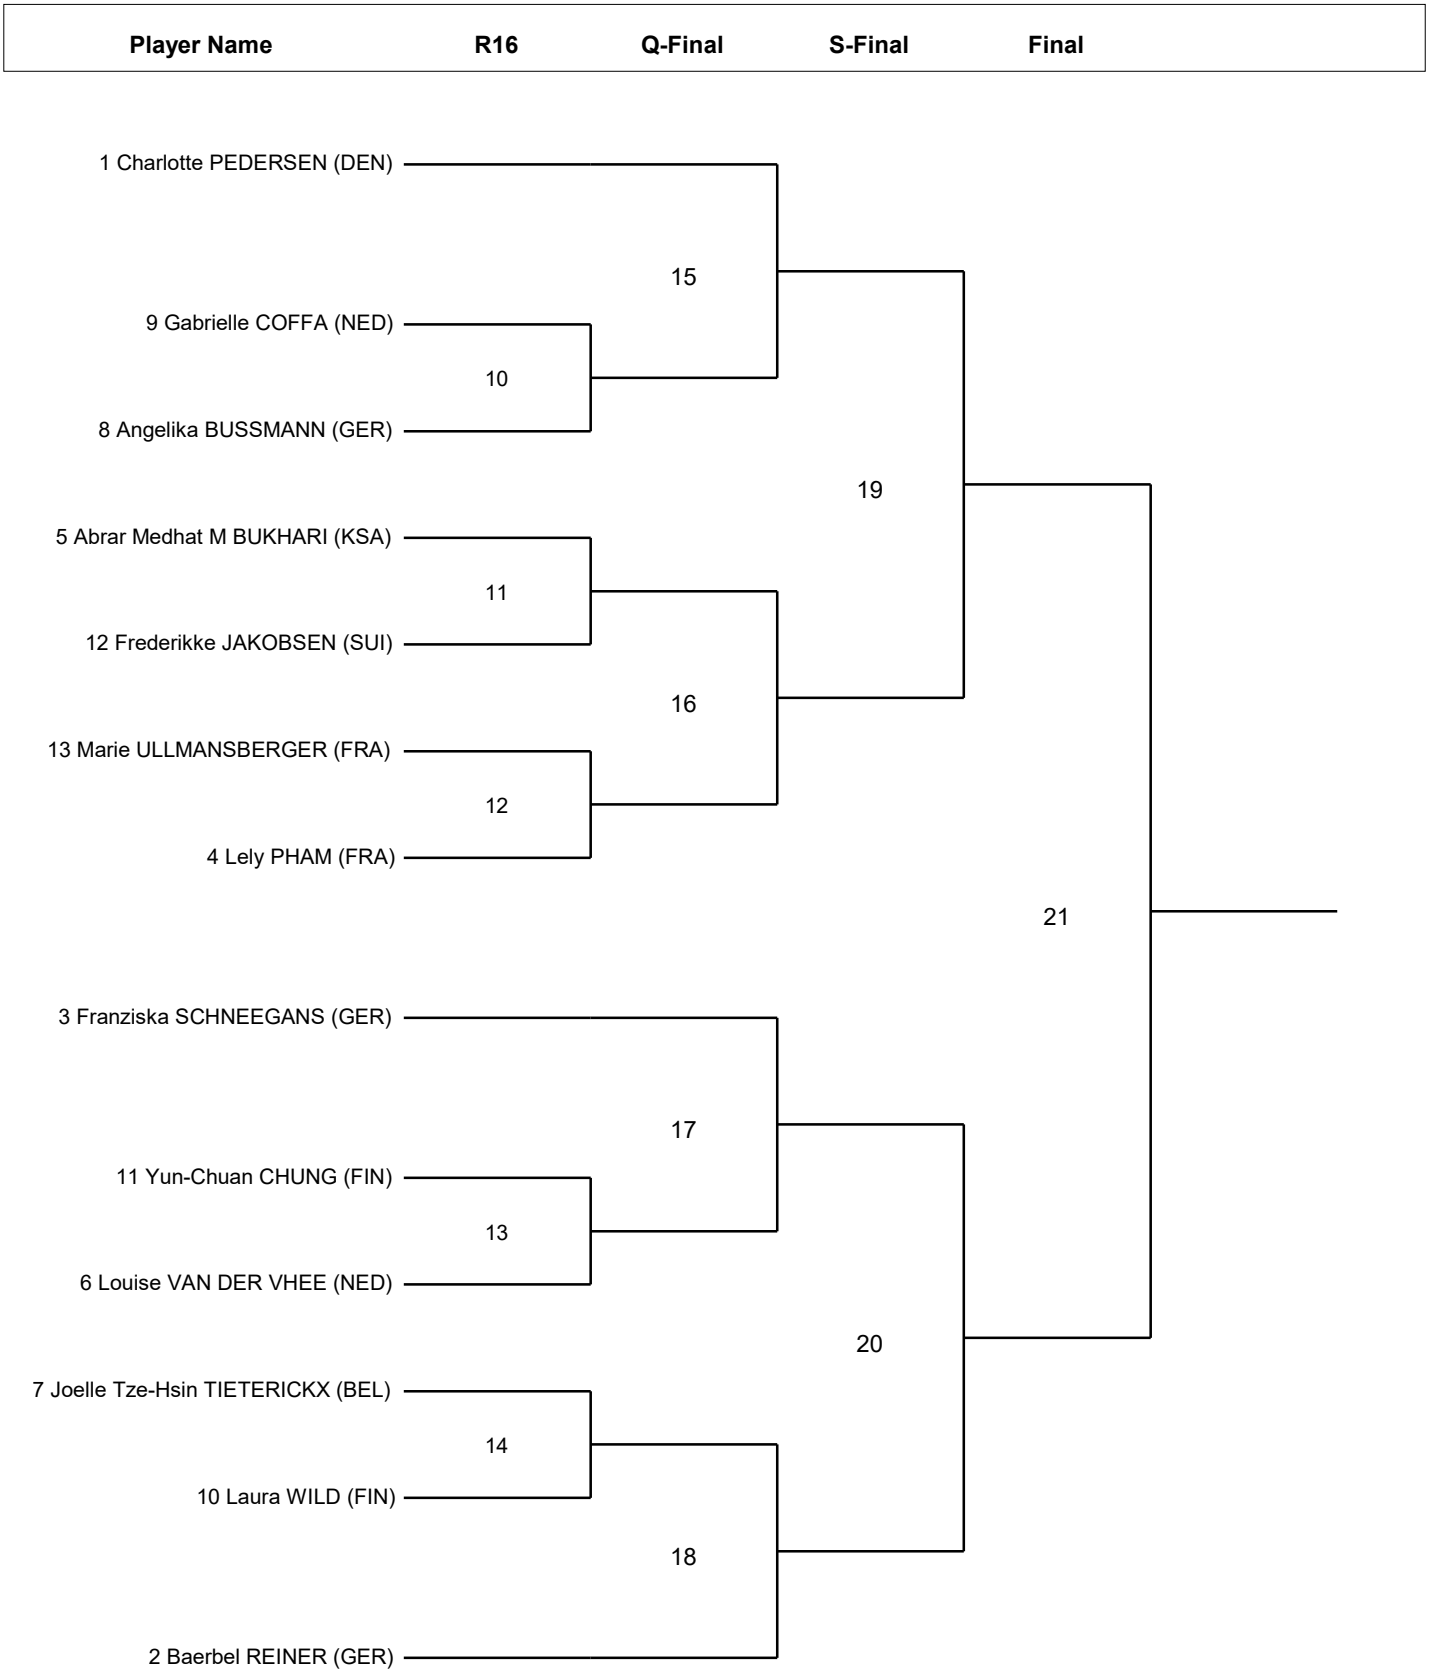 Player Name R16 Q-Final S-Final Final
1 Charlotte PEDERSEN (DEN)
15
9 Gabrielle COFFA (NED)
10
8 Angelika BUSSMANN (GER)
19
5 Abrar Medhat M BUKHARI (KSA)
11
12 Frederikke JAKOBSEN (SUI)
16
13 Marie ULLMANSBERGER (FRA)
12
4 Lely PHAM (FRA)
21
3 Franziska SCHNEEGANS (GER)
17
11 Yun-Chuan CHUNG (FIN)
13
6 Louise VAN DER VHEE (NED)
20
7 Joelle Tze-Hsin TIETERICKX (BEL)
14
10 Laura WILD (FIN)
18
2 Baerbel REINER (GER)